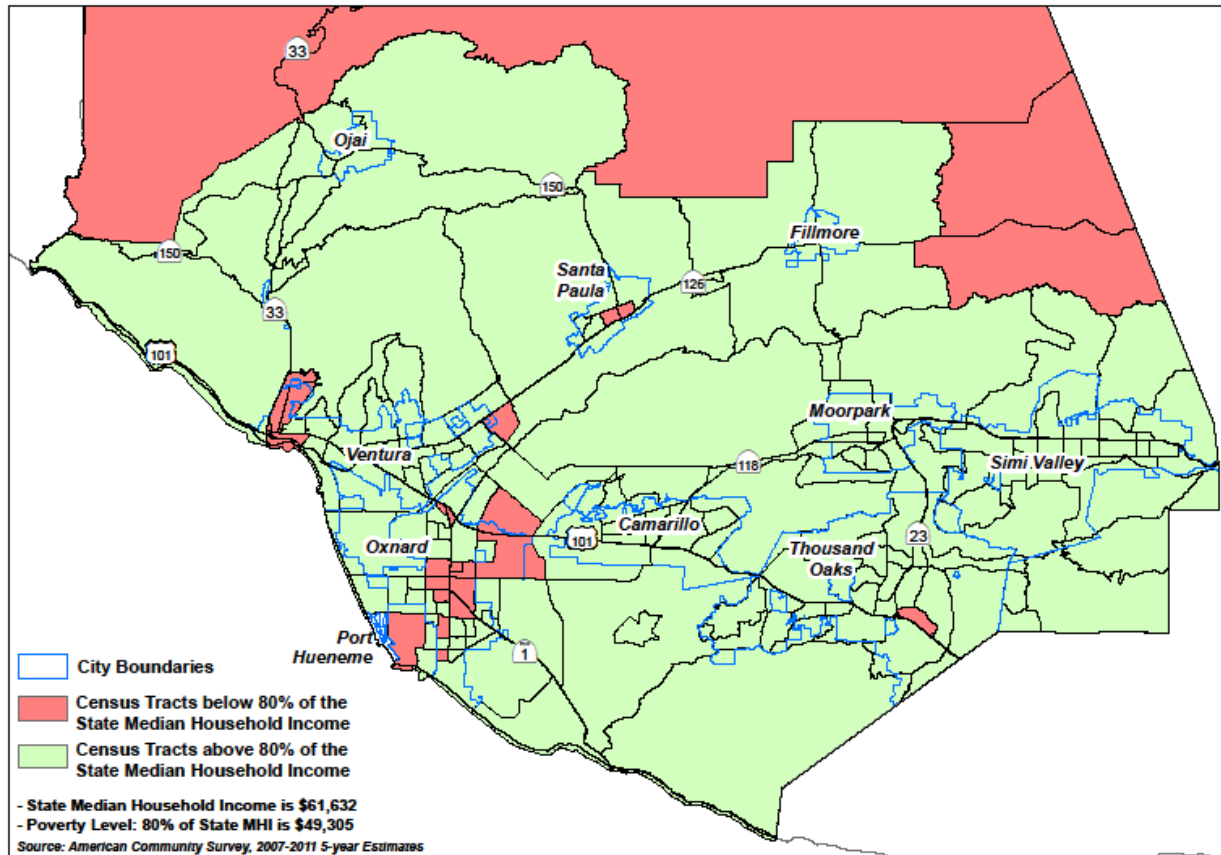 33
Ojai
150
Fillmore
150
Santa
Paula
126
33
101
Moorpark
Ventura
118
Simi Valley
Camarillo
Oxnard
101
23
Thousand
Oaks
Port
Hueneme
1
City Boundaries
Census Tracts below 80% of the
State Median Household Income
Census Tracts above 80% of the
State Median Household Income
- State Median Household Income is $61,632
- Poverty Level: 80% of State MHI is $49,305
Source: American Community Survey, 2007-2011 5-year Estimates